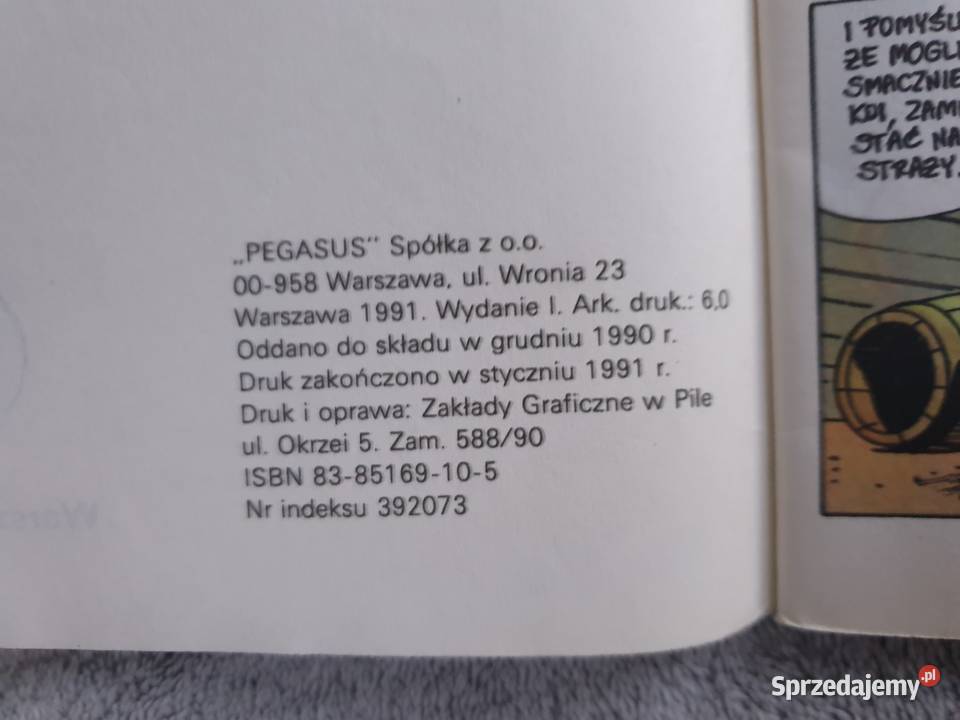 „PEGASUS" Spółka z o.o.
00-958 Warszawa, ul. Wronia 23
Warszawa 1991. Wydanie I. Ark. druk.: 6,0
Oddano do składu w grudniu 1990 r.
Druk zakończono w styczniu 1991 r.
Druk i oprawa: Zakłady Graficzne w Pile
ul. Okrzei 5. Zam. 588/90
ISBN 83-85169-10-5
Nr indeksu 392073
I POMYŚL
ŻE MOGLI
SMACZNIE
STAĆ NA
STRAŻY.
Sprzedajemy.pl